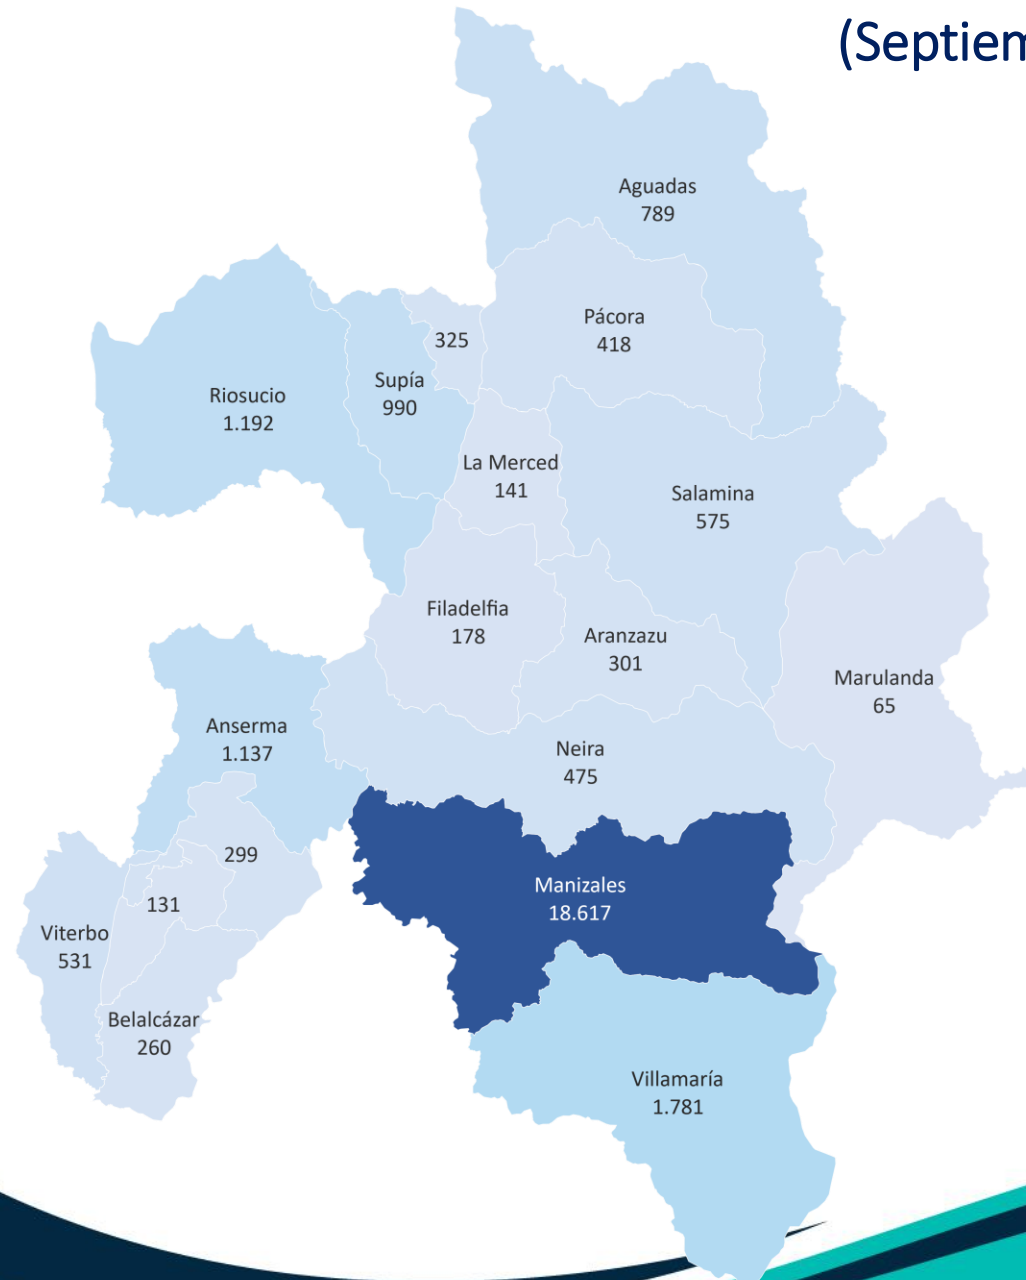 (Septiem
Aguadas
789
Pácora
418
325
Supía
990
Riosucio
1.192
La Merced
141
Salamina
575
Filadelfia
178
Aranzazu
301
Marulanda
65
Anserma
1.137
Neira
475
299
131
Manizales
18.617
Viterbo
531
Belalcázar
260
Villamaría
1.781